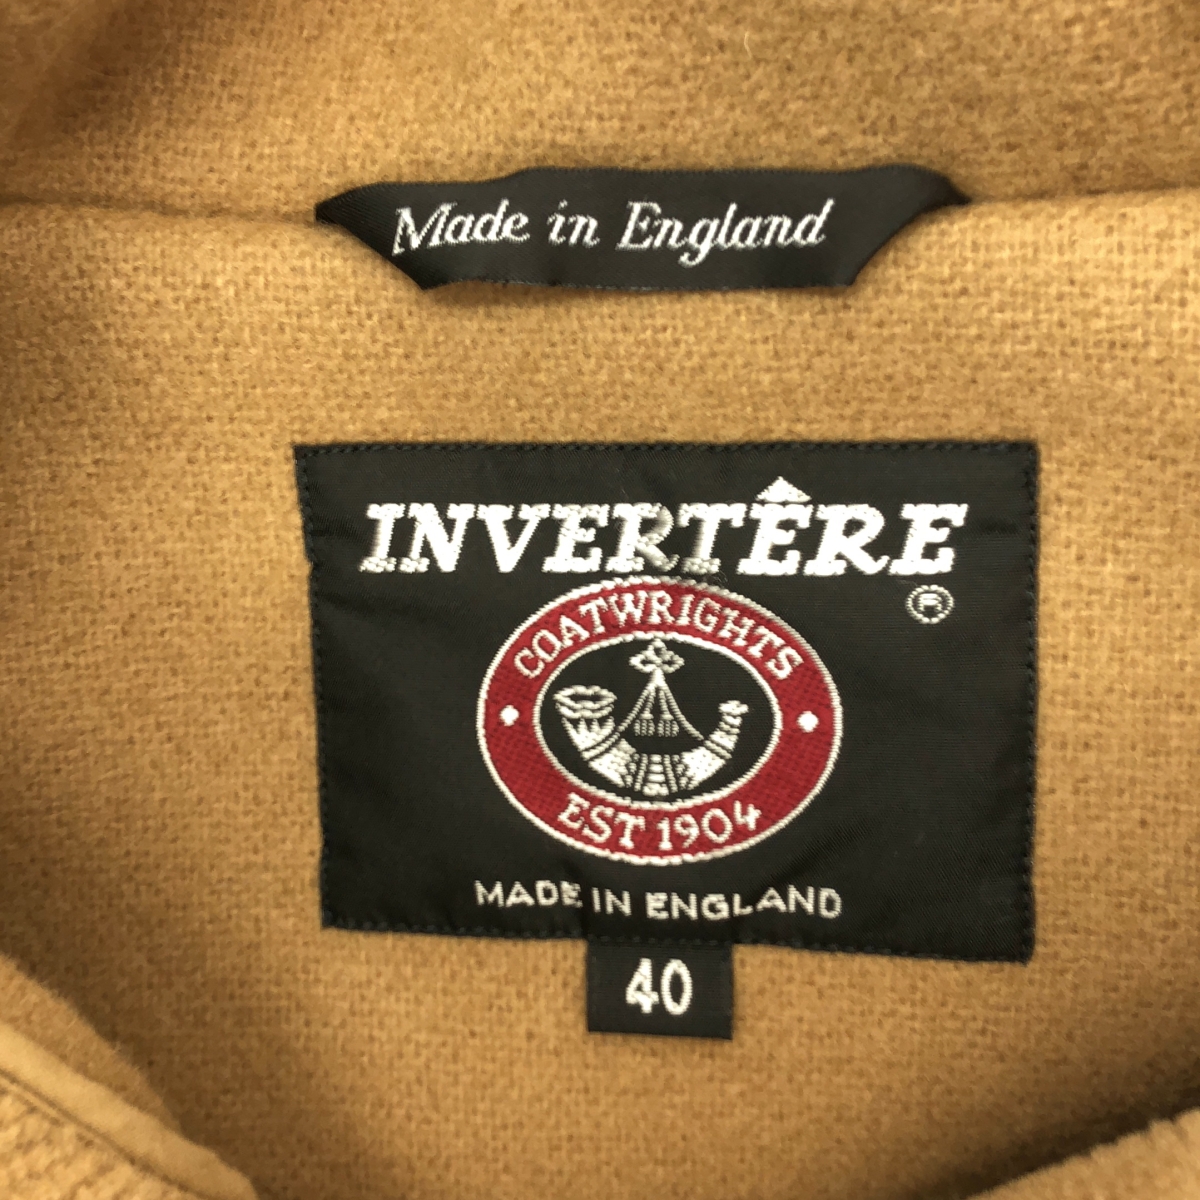 Made in England
INVERTÊRE
®
COATWRIGHTS
EST 1904
MADE IN ENGLAND
40